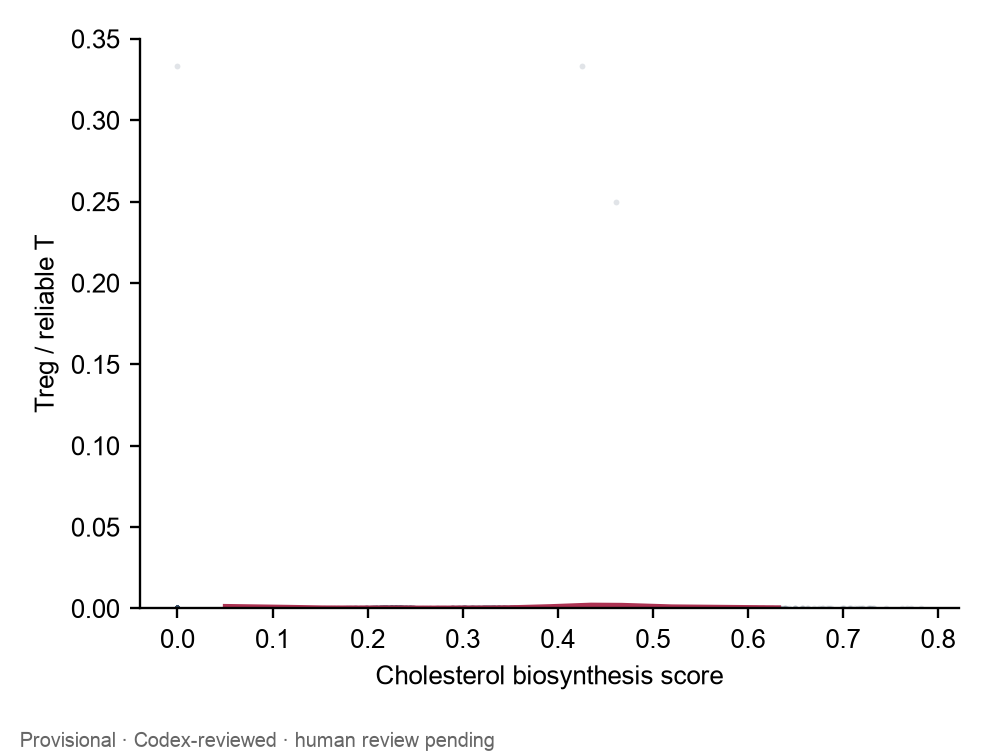 0.35
0.30
0.25
0.20
0.15
0.10
0.05
0.00
Treg / reliable T
0.0 0.1 0.2 0.3 0.4 0.5 0.6 0.7 0.8
Cholesterol biosynthesis score
Provisional · Codex-reviewed · human review pending